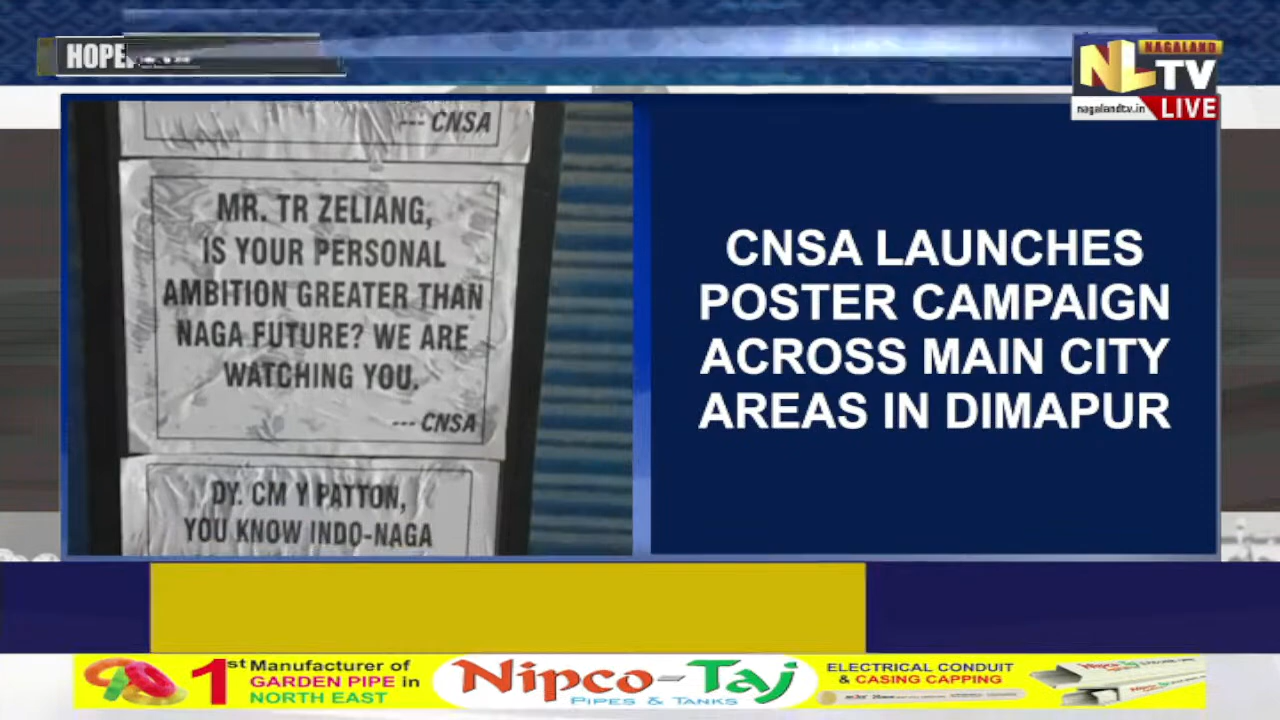 HOPE
NAGALAND
NLTV
nagalandtv.in LIVE
--- CNSA
MR. TR ZELIANG,
IS YOUR PERSONAL
AMBITION GREATER THAN
NAGA FUTURE? WE ARE
WATCHING YOU.
--- CNSA
DY. CM Y PATTON,
YOU KNOW INDO-NAGA
CNSA LAUNCHES
POSTER CAMPAIGN
ACROSS MAIN CITY
AREAS IN DIMAPUR
1st Manufacturer of
GARDEN PIPE in
NORTH EAST
Nipco-Taj
PIPES & TANKS
ELECTRICAL CONDUIT
& CASING CAPPING